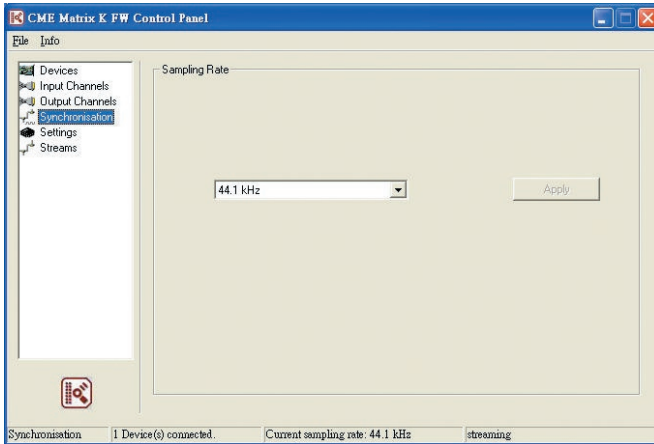 CME Matrix K FW Control Panel
File Info
Devices
Input Channels
Output Channels
Synchronisation
Settings
Streams
Sampling Rate
44.1 kHz
Apply
Synchronisation
1 Device(s) connected.
Current sampling rate: 44.1 kHz
streaming